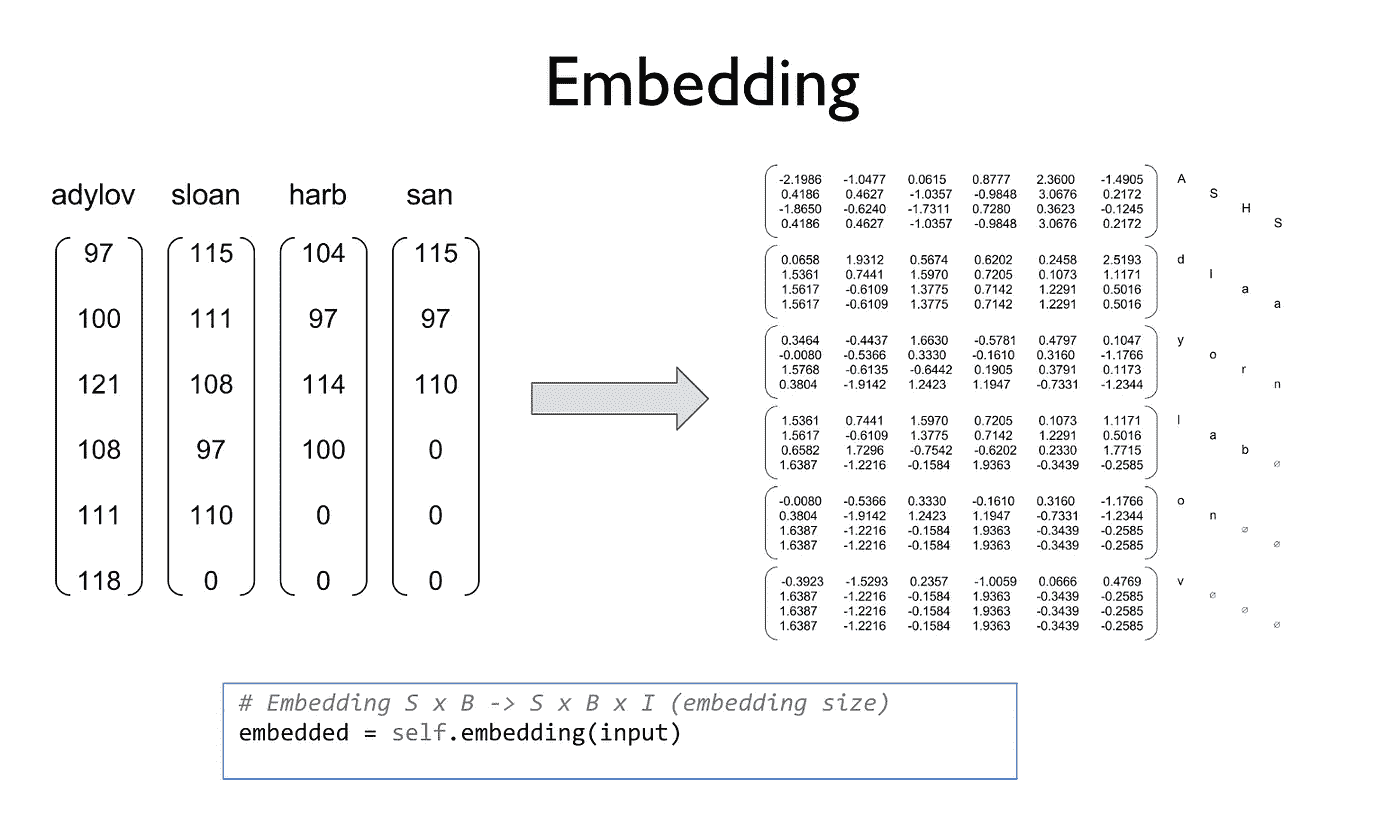 Embedding
adylov sloan harb san
97 115 104 115
100 111 97 97
121 108 114 110
108 97 100 0
111 110 0 0
118 0 0 0
-2.1986 -1.0477 0.0615 0.8777 2.3600 -1.4905 A
0.4186 0.4627 -1.0357 -0.9848 3.0676 0.2172 S
-1.8650 -0.6240 -1.7311 0.7280 0.3623 -0.1245 H
0.4186 0.4627 -1.0357 -0.9848 3.0676 0.2172 S
0.0658 1.9312 0.5674 0.6202 0.2458 2.5193 d
1.5361 0.7441 1.5970 0.7205 0.1073 1.1171 l
1.5617 -0.6109 1.3775 0.7142 1.2291 0.5016 a
1.5617 -0.6109 1.3775 0.7142 1.2291 0.5016 a
0.3464 -0.4437 1.6630 -0.5781 0.4797 0.1047 y
-0.0080 -0.5366 0.3330 -0.1610 0.3160 -1.1766 o
1.5768 -0.6135 -0.6442 0.1905 0.3791 0.1173 r
0.3804 -1.9142 1.2423 1.1947 -0.7331 -1.2344 n
1.5361 0.7441 1.5970 0.7205 0.1073 1.1171 l
1.5617 -0.6109 1.3775 0.7142 1.2291 0.5016 a
0.6582 1.7296 -0.7542 -0.6202 0.2330 1.7715 b
1.6387 -1.2216 -0.1584 1.9363 -0.3439 -0.2585 ∅
-0.0080 -0.5366 0.3330 -0.1610 0.3160 -1.1766 o
0.3804 -1.9142 1.2423 1.1947 -0.7331 -1.2344 n
1.6387 -1.2216 -0.1584 1.9363 -0.3439 -0.2585 ∅
1.6387 -1.2216 -0.1584 1.9363 -0.3439 -0.2585 ∅
-0.3923 -1.5293 0.2357 -1.0059 0.0666 0.4769 v
1.6387 -1.2216 -0.1584 1.9363 -0.3439 -0.2585 ∅
1.6387 -1.2216 -0.1584 1.9363 -0.3439 -0.2585 ∅
1.6387 -1.2216 -0.1584 1.9363 -0.3439 -0.2585 ∅
# Embedding S x B -> S x B x I (embedding size)
embedded = self.embedding(input)